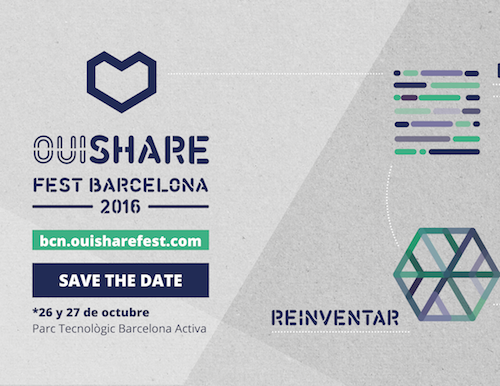 OUISHARE
FEST BARCELONA
2016
bcn.ouisharefest.com
SAVE THE DATE
*26 y 27 de octubre
Parc Tecnològic Barcelona Activa
REINVENTAR